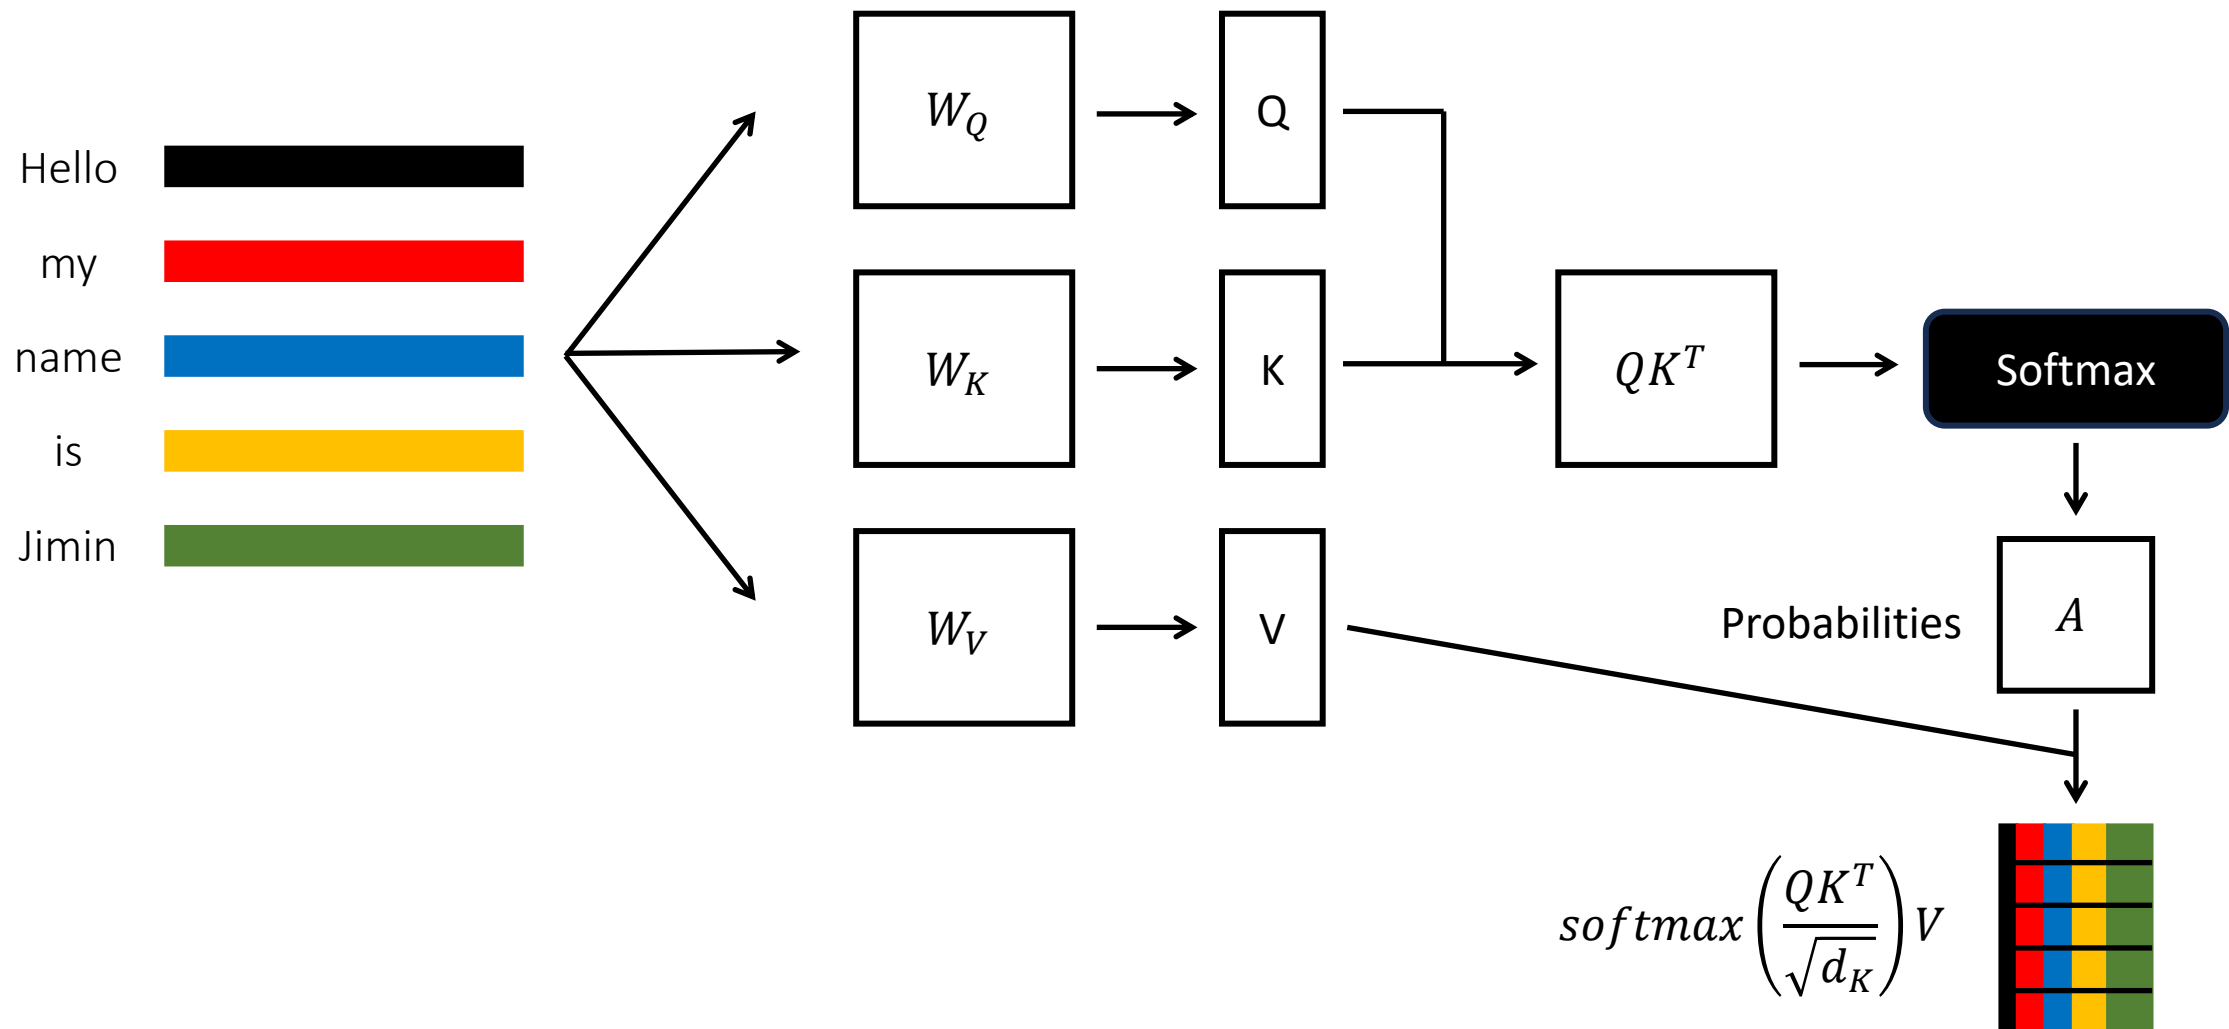 Hello
my
name
is
Jimin
W_Q
Q
W_K
K
QK^T
Softmax
W_V
V
Probabilities
A
softmax(QK^T/√d_K)V